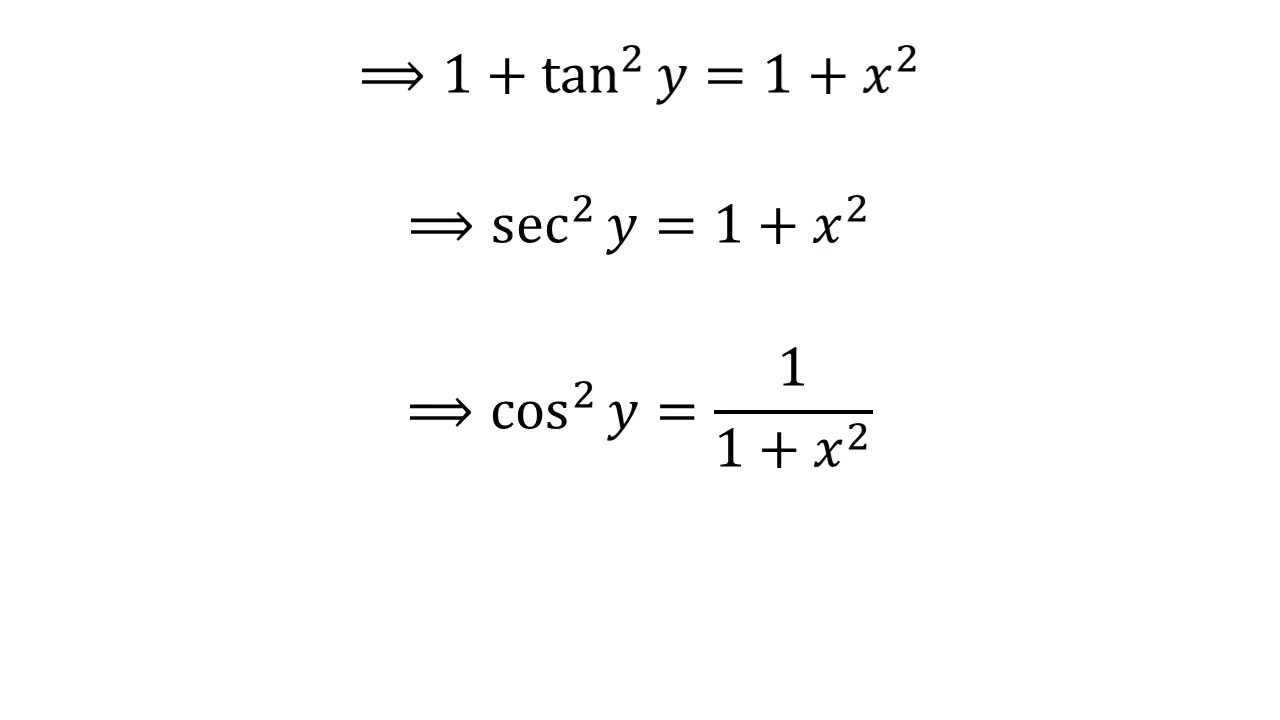 ⟹ 1 + tan² y = 1 + x²
⟹ sec² y = 1 + x²
⟹ cos² y = 1/(1 + x²)